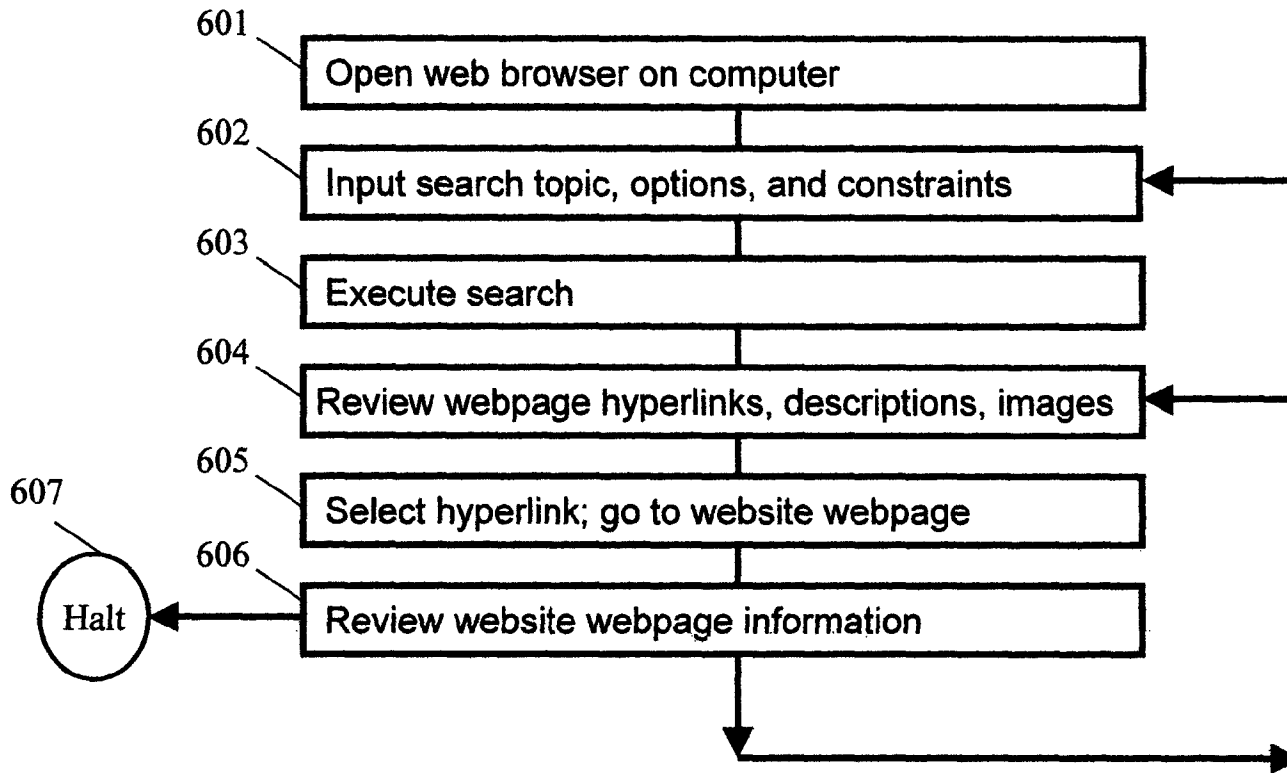 601
Open web browser on computer
602
Input search topic, options, and constraints
603
Execute search
604
Review webpage hyperlinks, descriptions, images
605
Select hyperlink; go to website webpage
607
606
Halt
Review website webpage information